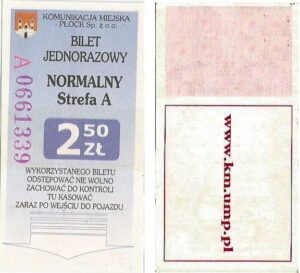 KOMUNIKACJA MIEJSKA
- PŁOCK Sp. z o.o.
BILET
JEDNORAZOWY
NORMALNY
Strefa A
2 50 ZŁ
A 0661339
WYKORZYSTANEGO BILETU
ODSTĘPOWAĆ NIE WOLNO
ZACHOWAĆ DO KONTROLI
TU KASOWAĆ
ZARAZ PO WEJŚCIU DO POJAZDU
www.km.ump.pl